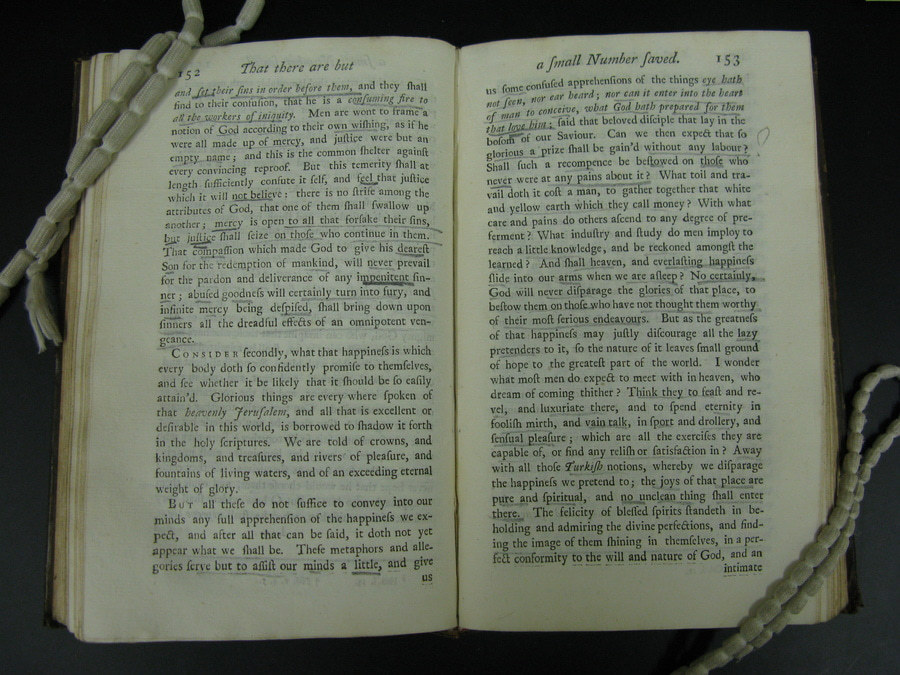 152 That there are but
and ſet their ſins in order before them, and they ſhall
find to their confuſion, that he is a conſuming fire to
all the workers of iniquity. Men are wont to frame a
notion of God according to their own wiſhing, as if he
were all made up of mercy, and juſtice were but an
empty name; and this is the common ſhelter againſt
every convincing reproof. But this temerity ſhall at
length ſufficiently confute it ſelf, and feel that juſtice
which it will not believe: there is no ſtrife among the
attributes of God, that one of them ſhall ſwallow up
another; mercy is open to all that forſake their ſins,
but juſtice ſhall ſeize on thoſe who continue in them.
That compaſſion which made God to give his deareſt
Son for the redemption of mankind, will never prevail
for the pardon and deliverance of any impenitent ſin-
ner; abuſed goodneſs will certainly turn into fury, and
infinite mercy being deſpiſed, ſhall bring down upon
ſinners all the dreadful effects of an omnipotent ven-
geance.
CONSIDER ſecondly, what that happineſs is which
every body doth ſo confidently promiſe to themſelves,
and ſee whether it be likely that it ſhould be ſo eaſily
attain'd. Glorious things are every where ſpoken of
that heavenly Jeruſalem, and all that is excellent or
deſirable in this world, is borrowed to ſhadow it forth
in the holy ſcriptures. We are told of crowns, and
kingdoms, and treaſures, and rivers of pleaſure, and
fountains of living waters, and of an exceeding eternal
weight of glory.
BUT all theſe do not ſuffice to convey into our
minds any full apprehenſion of the happineſs we ex-
pect, and after all that can be ſaid, it doth not yet
appear what we ſhall be. Theſe metaphors and alle-
gories ſerve but to aſſiſt our minds a little, and give
us
a ſmall Number ſaved. 153
us ſome confuſed apprehenſions of the things eye hath
not ſeen, nor ear heard; nor can it enter into the heart
of man to conceive, what God hath prepared for them
that love him; ſaid that beloved diſciple that lay in the
boſom of our Saviour. Can we then expect that ſo
glorious a prize ſhall be gain'd without any labour?
Shall ſuch a recompence be beſtowed on thoſe who
never were at any pains about it? What toil and tra-
vail doth it coſt a man, to gather together that white
and yellow earth which they call money? With what
care and pains do others aſcend to any degree of pre-
ferment? What induſtry and ſtudy do men imploy to
reach a little knowledge, and be reckoned amongſt the
learned? And ſhall heaven, and everlaſting happineſs
ſlide into our arms when we are aſleep? No certainly,
God will never diſparage the glories of that place, to
beſtow them on thoſe who have not thought them worthy
of their moſt ſerious endeavours. But as the greatneſs
of that happineſs may juſtly diſcourage all the lazy
pretenders to it, ſo the nature of it leaves ſmall ground
of hope to the greateſt part of the world. I wonder
what moſt men do expect to meet with in heaven, who
dream of coming thither? Think they to feaſt and re-
vel, and luxuriate there, and to spend eternity in
fooliſh mirth, and vain talk, in ſport and drollery, and
ſenſual pleaſure; which are all the exerciſes they are
capable of, or find any reliſh or ſatisfaction in? Away
with all thoſe Turkiſh notions, whereby we diſparage
the happineſs we pretend to; the joys of that place are
pure and ſpiritual, and no unclean thing ſhall enter
there. The felicity of bleſſed ſpirits ſtandeth in be-
holding and admiring the divine perfections, and find-
ing the image of them ſhining in themſelves, in a per-
fect conformity to the will and nature of God, and an
intimate